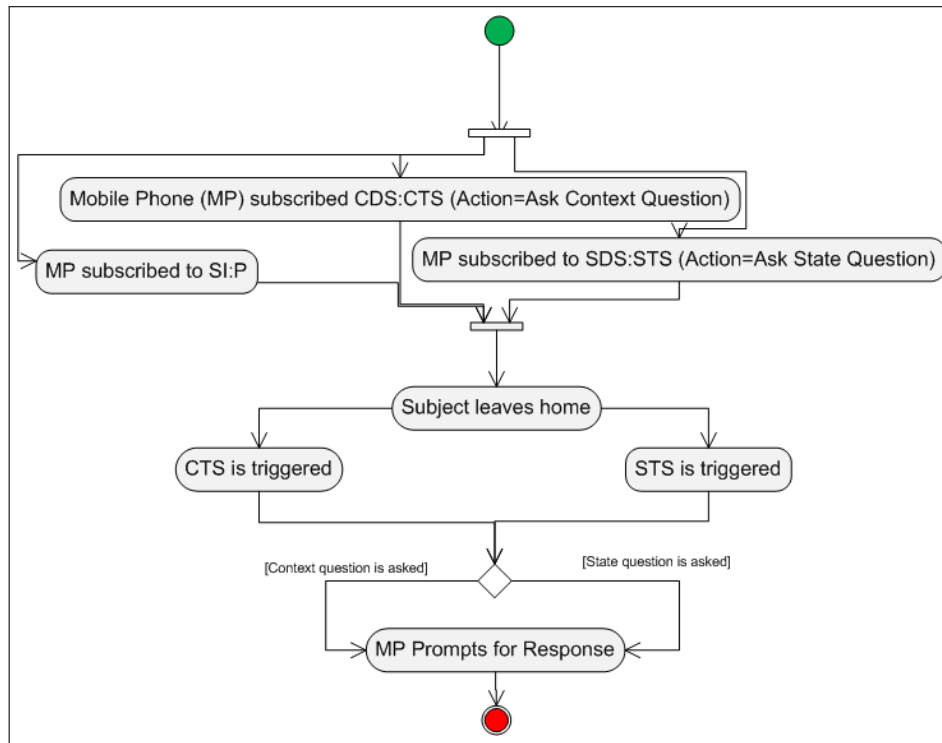 Mobile Phone (MP) subscribed CDS:CTS (Action=Ask Context Question)
MP subscribed to SDS:STS (Action=Ask State Question)
MP subscribed to SI:P
Subject leaves home
CTS is triggered
STS is triggered
[Context question is asked]
[State question is asked]
MP Prompts for Response